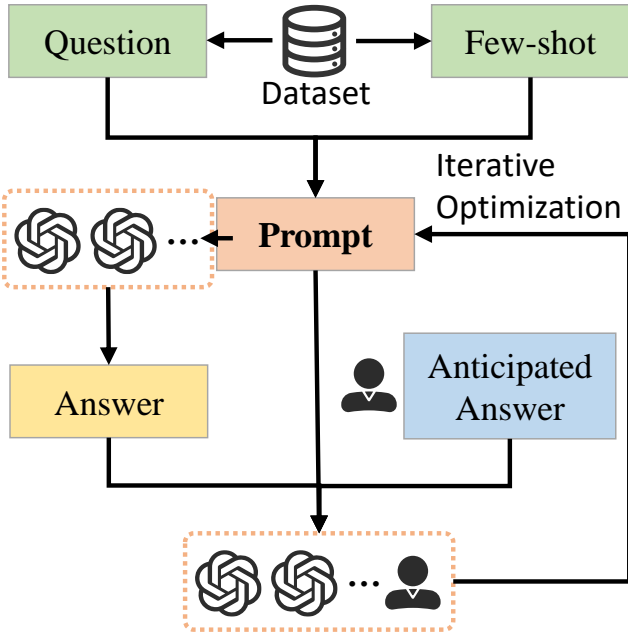 Question
Few-shot
Dataset
Iterative
Optimization
...
Prompt
Answer
Anticipated
Answer
...